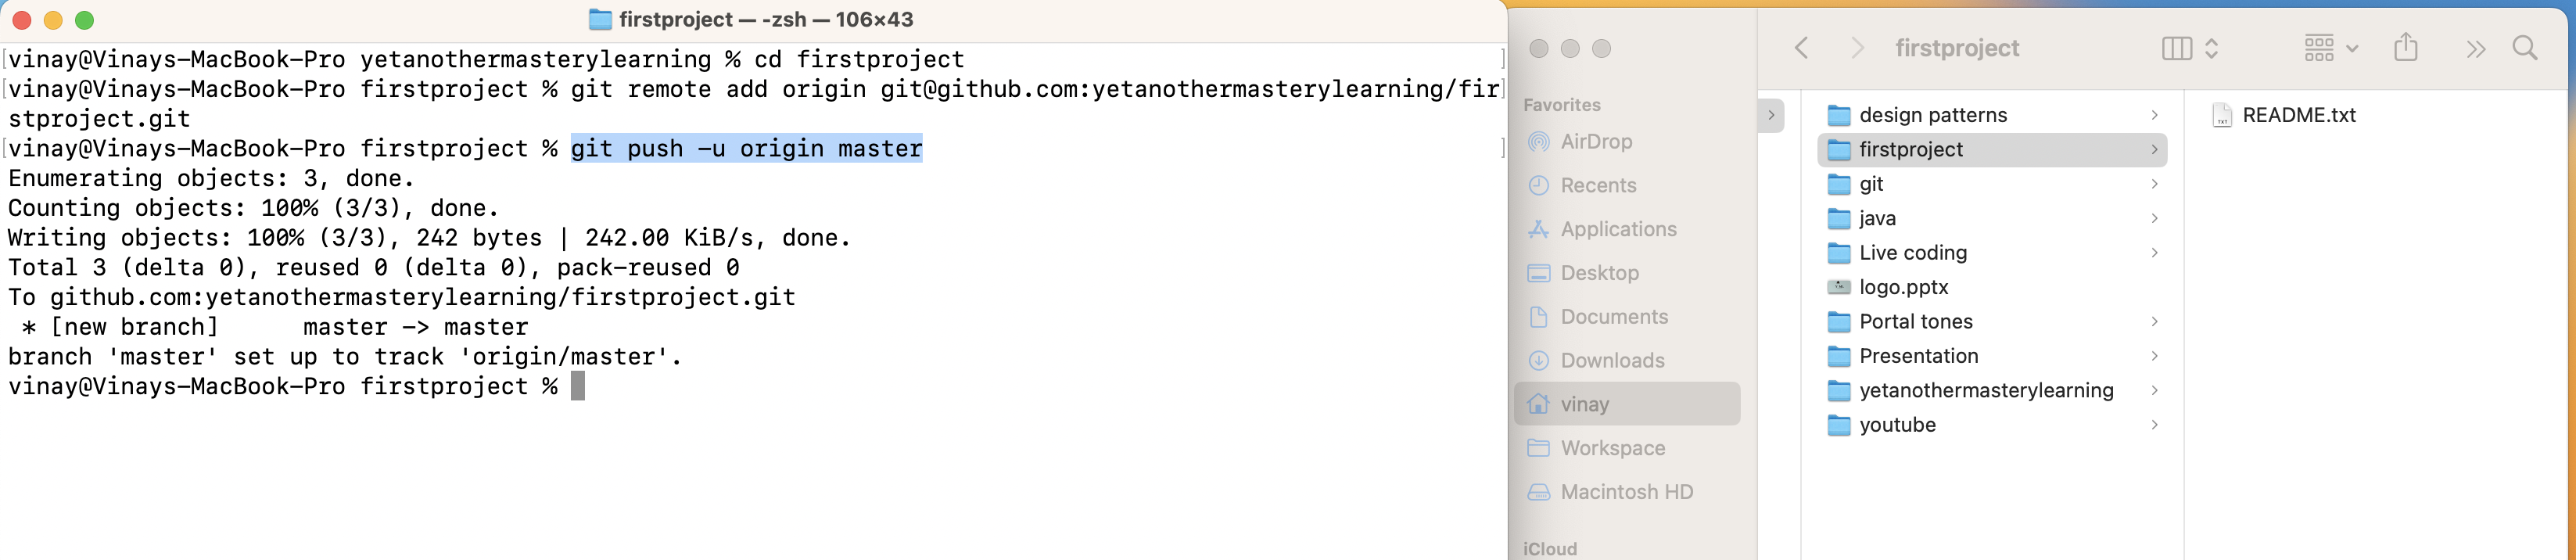 firstproject — -zsh — 106×43
vinay@Vinays-MacBook-Pro yetanothermasterylearning % cd firstproject
vinay@Vinays-MacBook-Pro firstproject % git remote add origin git@github.com:yetanothermasterylearning/fir
stproject.git
vinay@Vinays-MacBook-Pro firstproject % git push -u origin master
Enumerating objects: 3, done.
Counting objects: 100% (3/3), done.
Writing objects: 100% (3/3), 242 bytes | 242.00 KiB/s, done.
Total 3 (delta 0), reused 0 (delta 0), pack-reused 0
To github.com:yetanothermasterylearning/firstproject.git
 * [new branch]      master -> master
branch 'master' set up to track 'origin/master'.
vinay@Vinays-MacBook-Pro firstproject %
firstproject
Favorites
AirDrop
Recents
Applications
Desktop
Documents
Downloads
vinay
Workspace
Macintosh HD
iCloud
design patterns
firstproject
git
java
Live coding
logo.pptx
Portal tones
Presentation
yetanothermasterylearning
youtube
README.txt